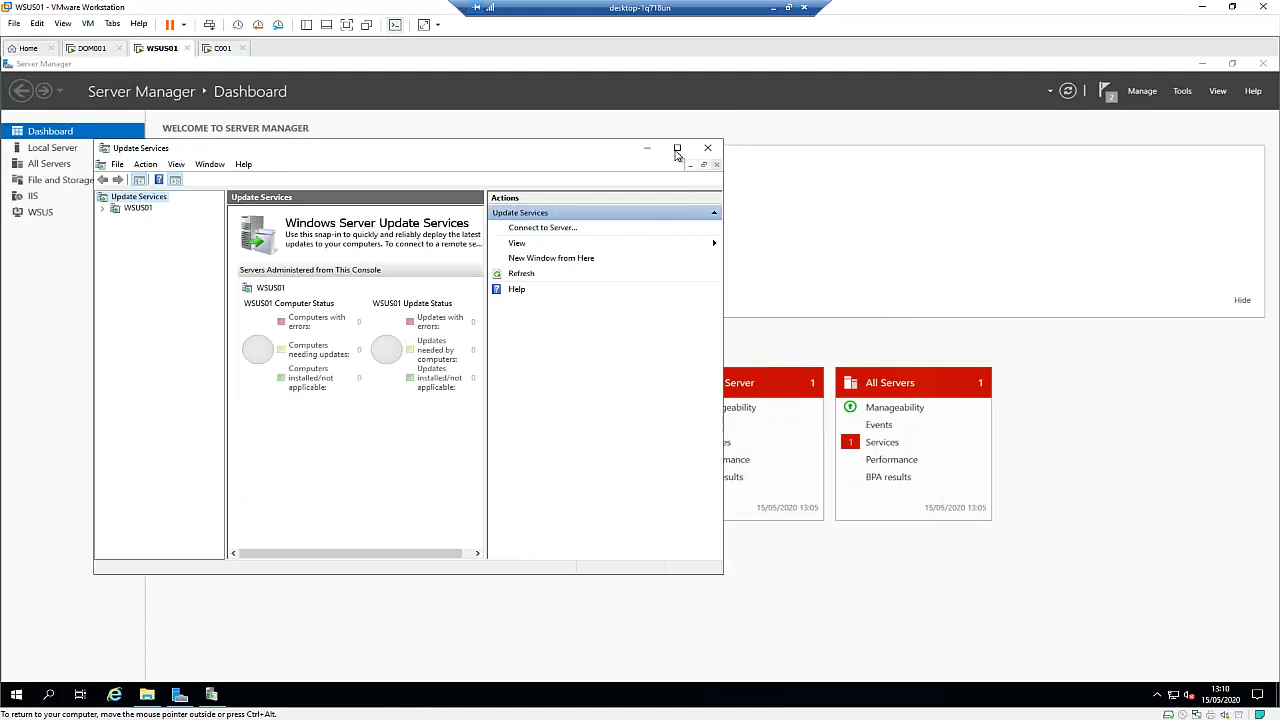 WSUS01 - VMware Workstation
desktop-1q718un
File Edit View VM Tabs Help
Home DOM001 WSUS01 C001
Server Manager
Server Manager ‣ Dashboard
2
Manage Tools View Help
Dashboard
Local Server
All Servers
File and Storage
IIS
WSUS
WELCOME TO SERVER MANAGER
Update Services
File Action View Window Help
Update Services
WSUS01
Update Services
Windows Server Update Services
Use this snap-in to quickly and reliably deploy the latest
updates to your computers. To connect to a remote se...
Servers Administered from This Console
WSUS01
WSUS01 Computer Status
Computers with
errors: 0
Computers
needing updates: 0
Computers
installed/not
applicable: 0
WSUS01 Update Status
Updates with
errors: 0
Updates
needed by
computers: 0
Updates
installed/not
applicable: 0
Actions
Update Services
Connect to Server...
View
New Window from Here
Refresh
Help
Hide
Server 1
eability
es
mance
esults
15/05/2020 13:05
All Servers 1
Manageability
Events
1 Services
Performance
BPA results
15/05/2020 13:05
13:10
15/05/2020
To return to your computer, move the mouse pointer outside or press Ctrl+Alt.